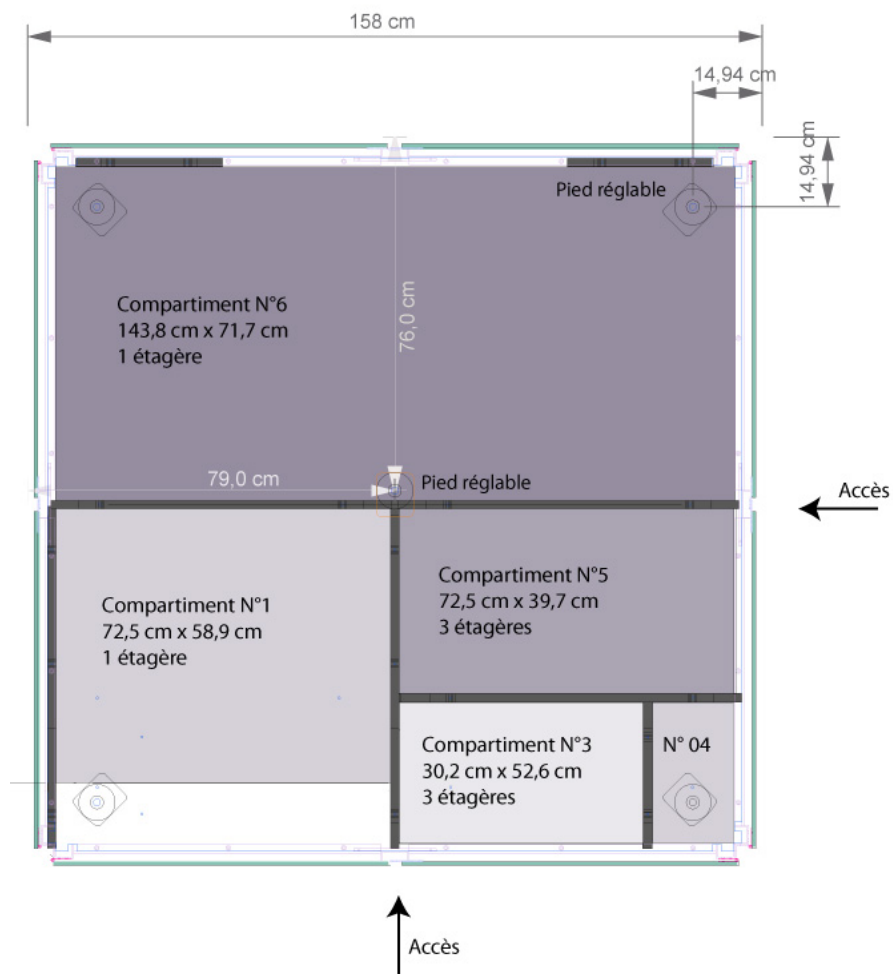 158 cm
14,94 cm
14,94 cm
Pied réglable
Compartiment N°6
143,8 cm x 71,7 cm
1 étagère
76,0 cm
79,0 cm
Pied réglable
Accès
Compartiment N°5
72,5 cm x 39,7 cm
3 étagères
Compartiment N°1
72,5 cm x 58,9 cm
1 étagère
Compartiment N°3
30,2 cm x 52,6 cm
3 étagères
N° 04
Accès